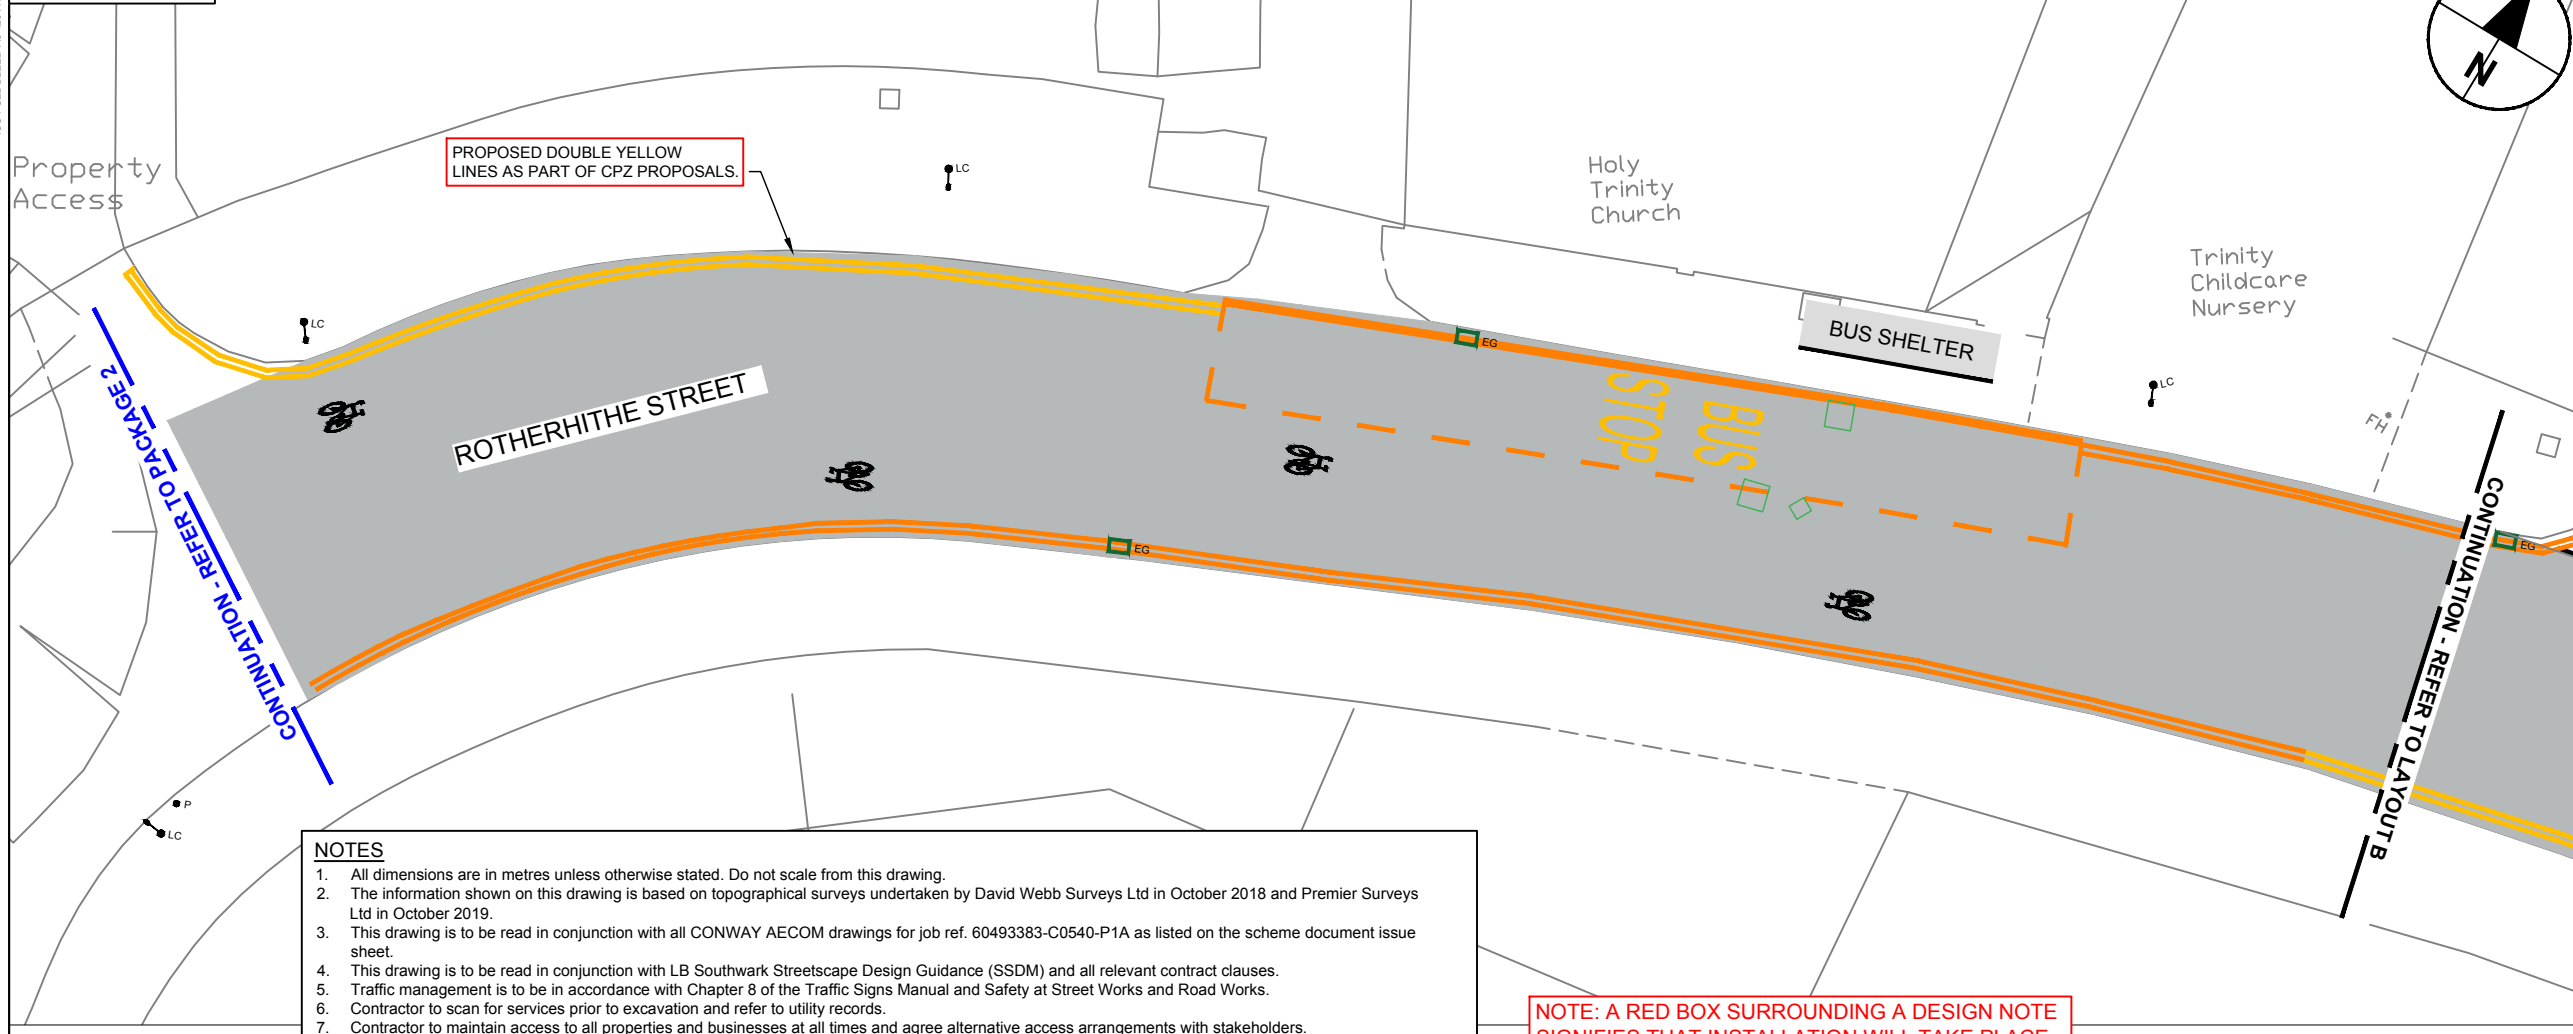 Property
Access
PROPOSED DOUBLE YELLOW
LINES AS PART OF CPZ PROPOSALS.
LC
LC
Holy
Trinity
Church
Trinity
Childcare
Nursery
N
BUS SHELTER
EG
LC
FH
ROTHERHITHE STREET
BUS
STOP
EG
EG
CONTINUATION - REFER TO PACKAGE 2
CONTINUATION - REFER TO LAYOUT B
P
LC
NOTES
1. All dimensions are in metres unless otherwise stated. Do not scale from this drawing.
2. The information shown on this drawing is based on topographical surveys undertaken by David Webb Surveys Ltd in October 2018 and Premier Surveys
Ltd in October 2019.
3. This drawing is to be read in conjunction with all CONWAY AECOM drawings for job ref. 60493383-C0540-P1A as listed on the scheme document issue
sheet.
4. This drawing is to be read in conjunction with LB Southwark Streetscape Design Guidance (SSDM) and all relevant contract clauses.
5. Traffic management is to be in accordance with Chapter 8 of the Traffic Signs Manual and Safety at Street Works and Road Works.
6. Contractor to scan for services prior to excavation and refer to utility records.
7. Contractor to maintain access to all properties and businesses at all times and agree alternative access arrangements with stakeholders.
NOTE: A RED BOX SURROUNDING A DESIGN NOTE
SIGNIFIES THAT INSTALLATION WILL TAKE PLACE